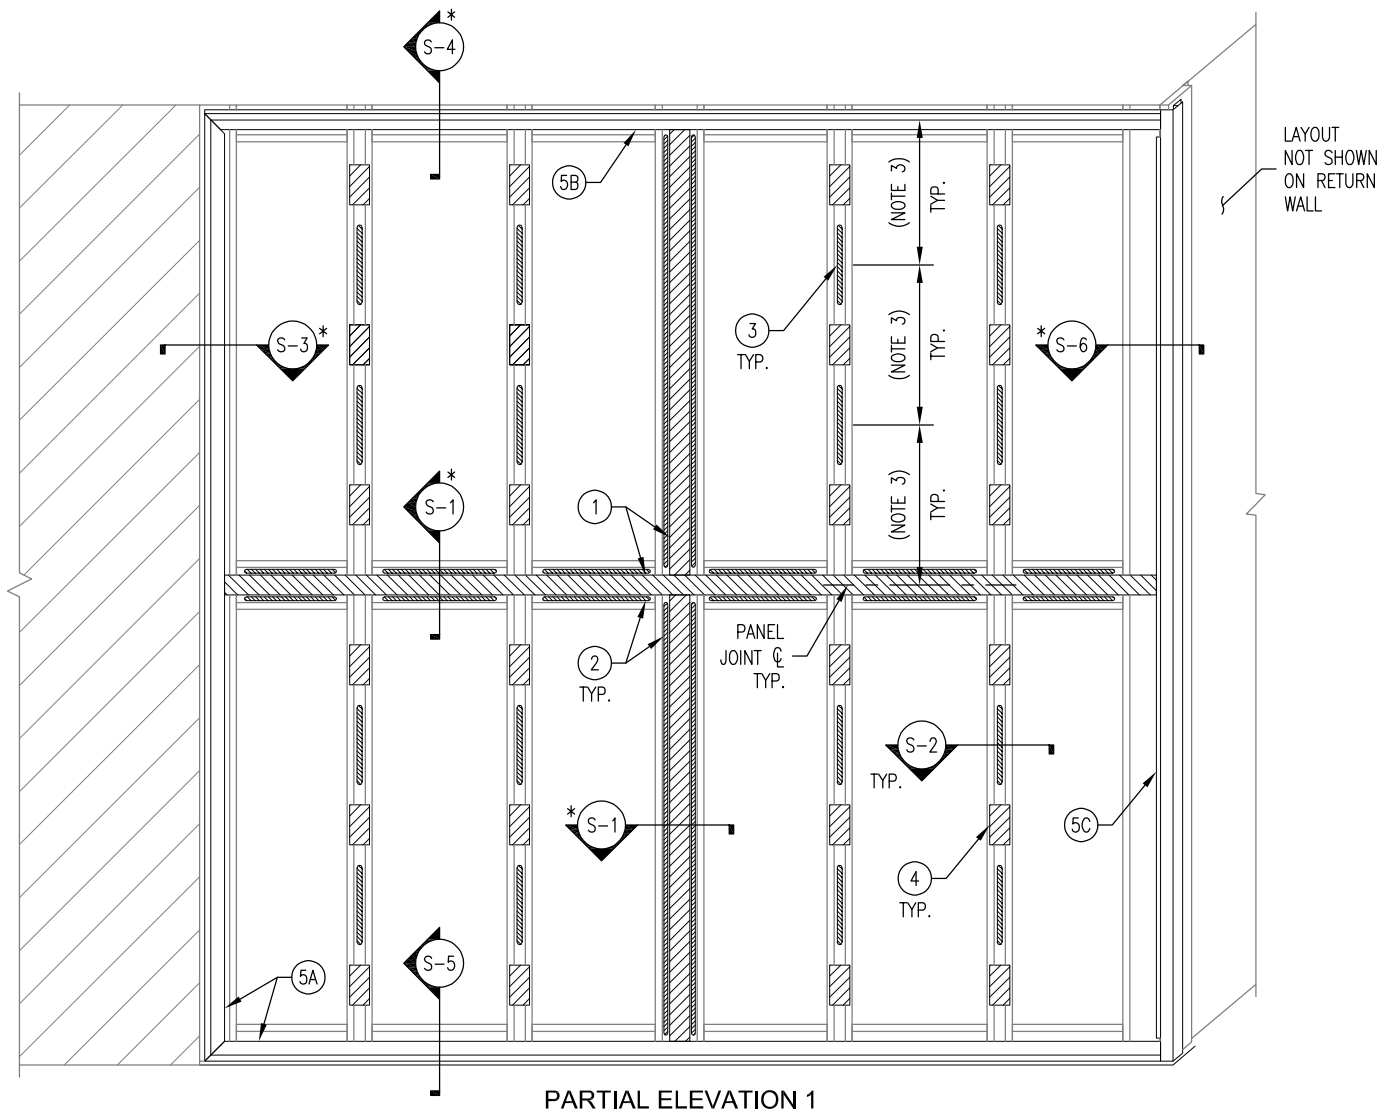 *
S-4
LAYOUT
NOT SHOWN
ON RETURN
WALL
5B
(NOTE 3)
TYP.
3
TYP.
S-3
*
(NOTE 3)
TYP.
*
S-6
*
S-1
1
(NOTE 3)
TYP.
2
TYP.
PANEL
JOINT ℄
TYP.
S-2
TYP.
*
S-1
5C
4
TYP.
S-5
5A
PARTIAL ELEVATION 1